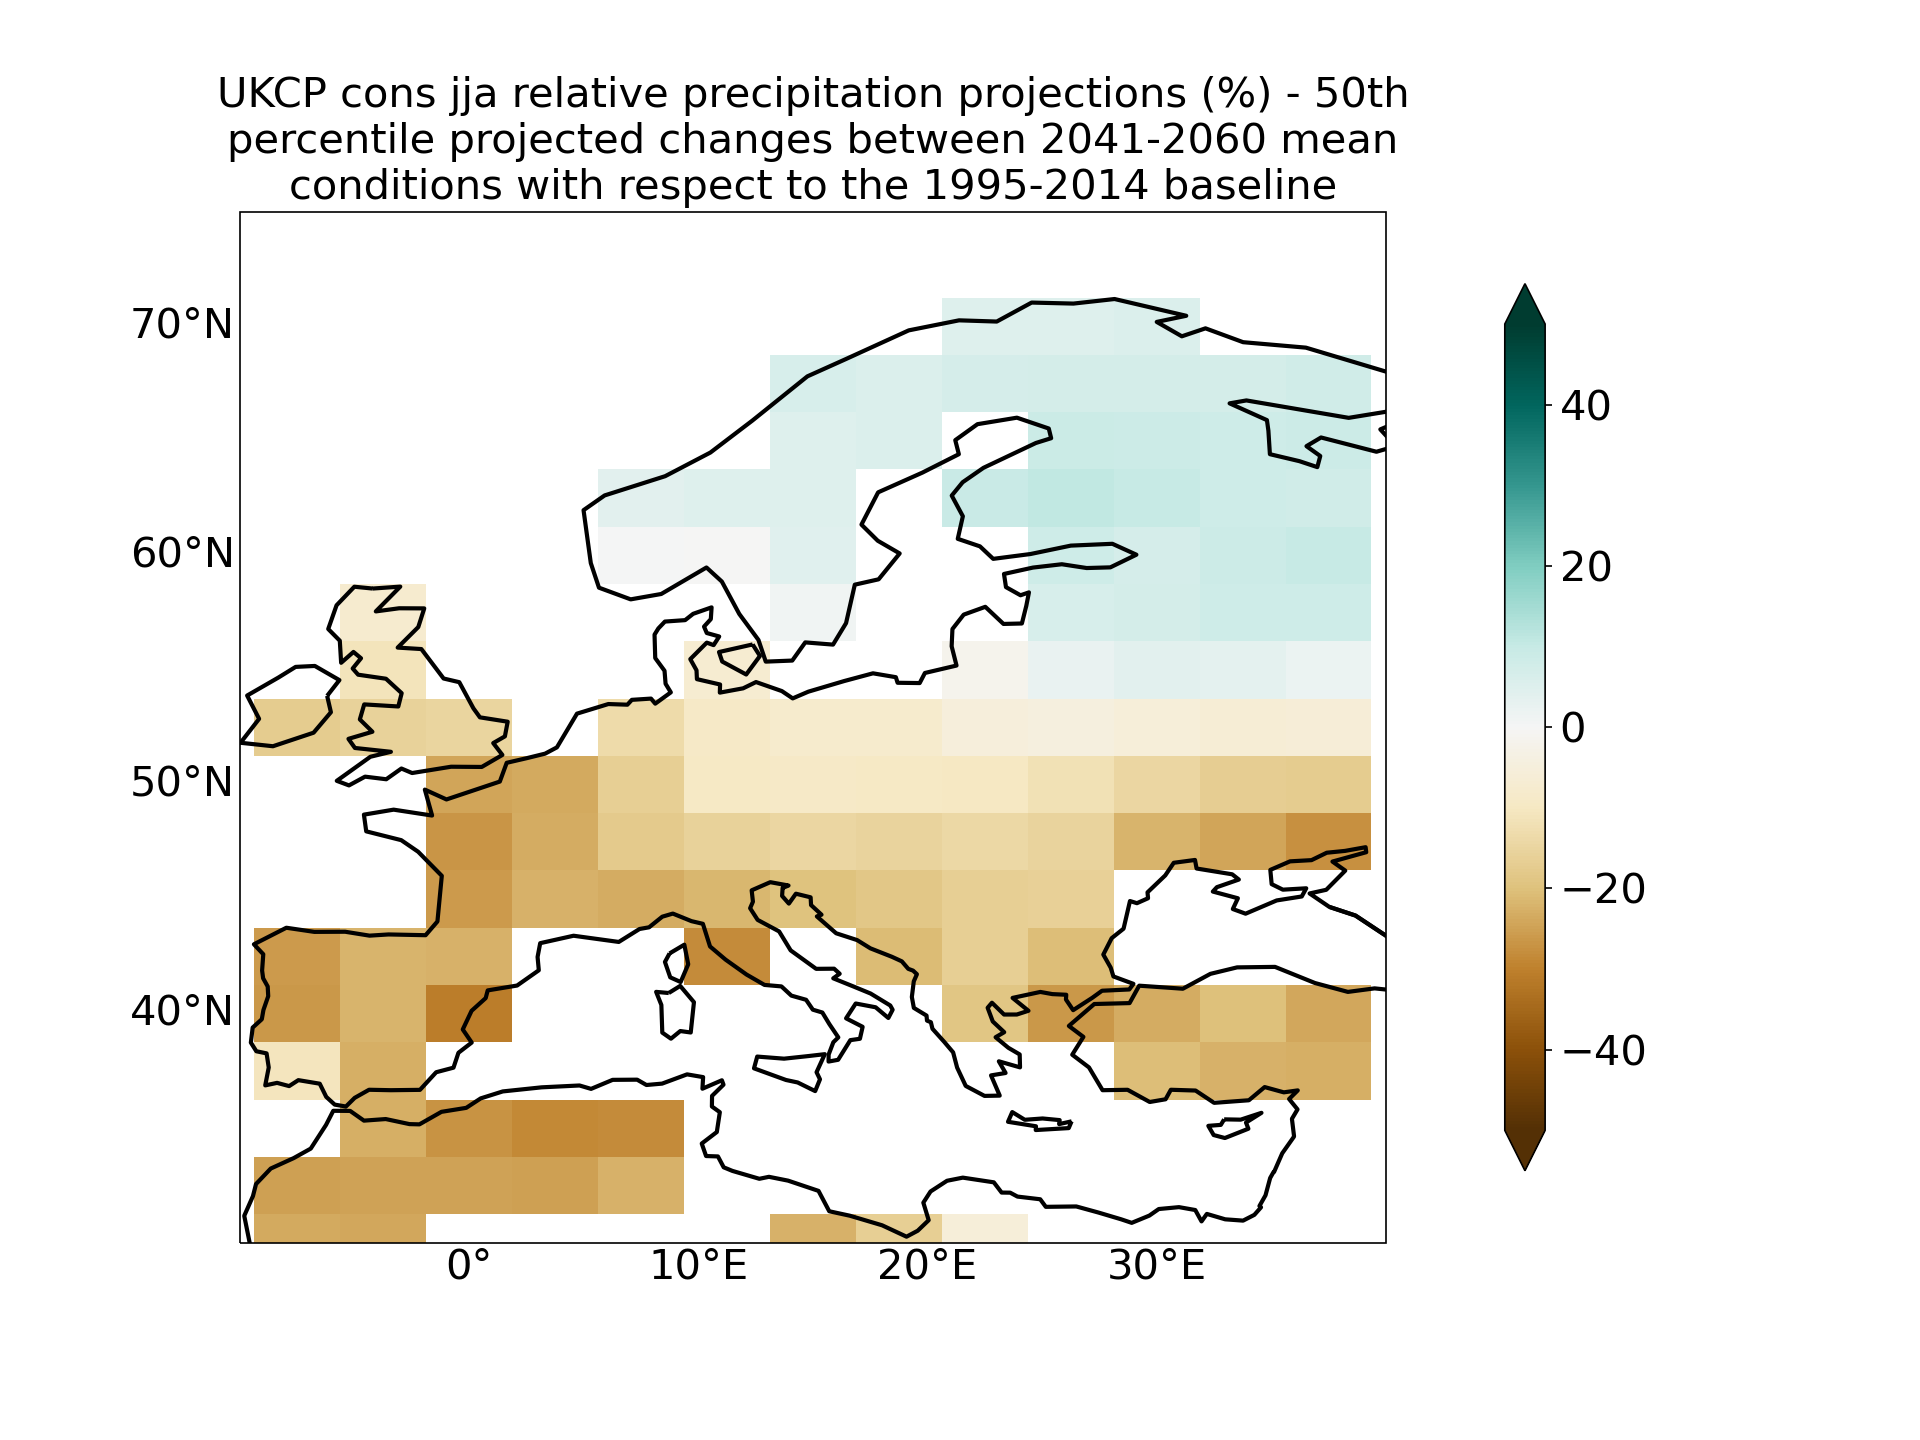 UKCP cons jja relative precipitation projections (%) - 50th
percentile projected changes between 2041-2060 mean
conditions with respect to the 1995-2014 baseline
70°N
60°N
50°N
40°N
0°
10°E
20°E
30°E
40
20
0
−20
−40